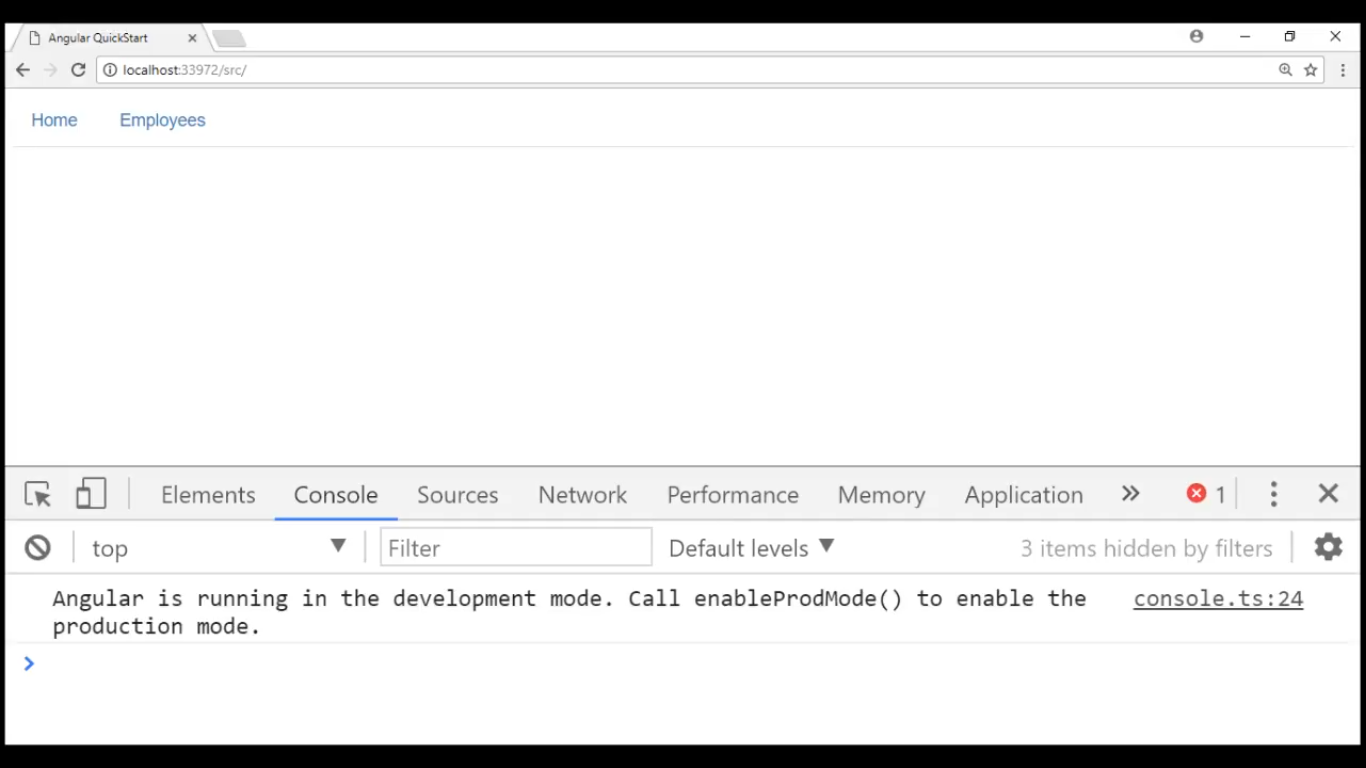 Angular QuickStart
localhost:33972/src/
Home Employees
Elements Console Sources Network Performance Memory Application 1
top Filter Default levels 3 items hidden by filters
Angular is running in the development mode. Call enableProdMode() to enable the console.ts:24
production mode.